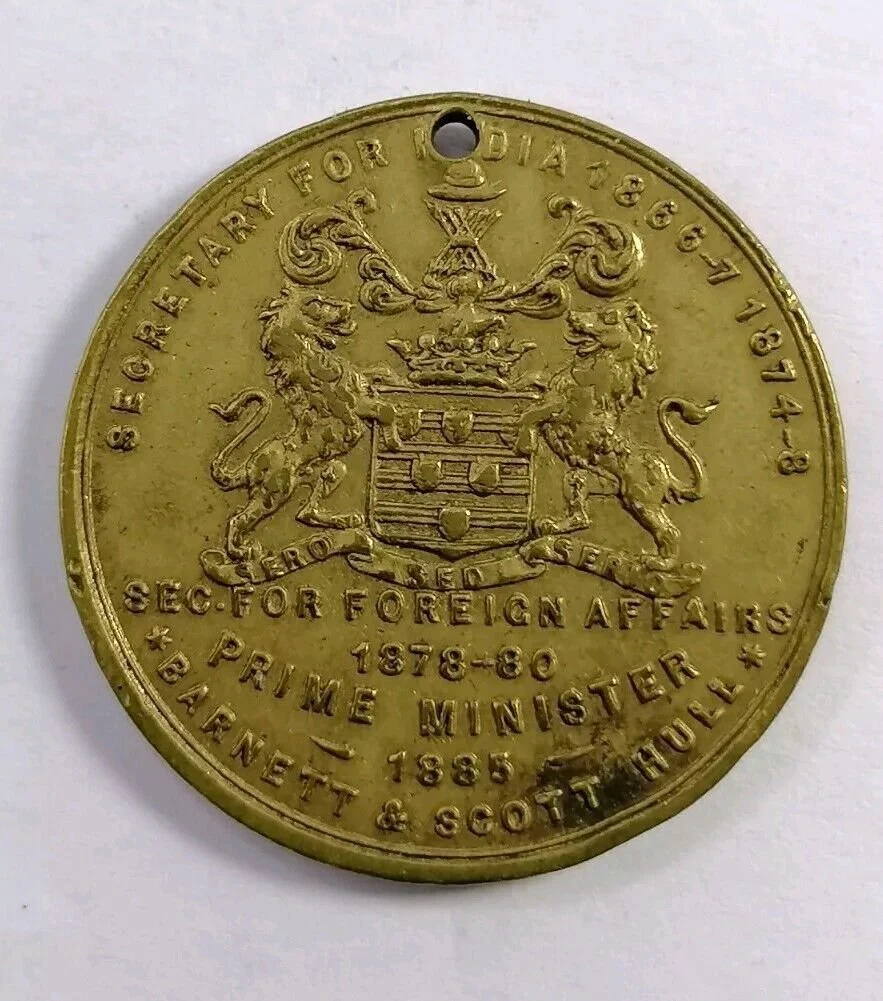 SECRETARY FOR INDIA 1866-7 1874-8
SERO SED SERIO
SEC. FOR FOREIGN AFFAIRS
1878-80
PRIME MINISTER
1885
* BARNETT & SCOTT HULL *